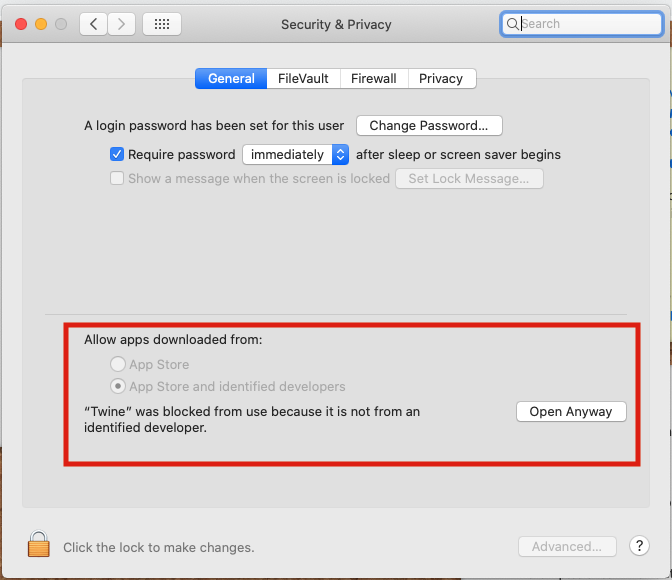 Security & Privacy
Search
General FileVault Firewall Privacy
A login password has been set for this user Change Password...
Require password immediately after sleep or screen saver begins
Show a message when the screen is locked Set Lock Message...
Allow apps downloaded from:
App Store
App Store and identified developers
“Twine” was blocked from use because it is not from an
identified developer.
Open Anyway
Click the lock to make changes.
Advanced...
?